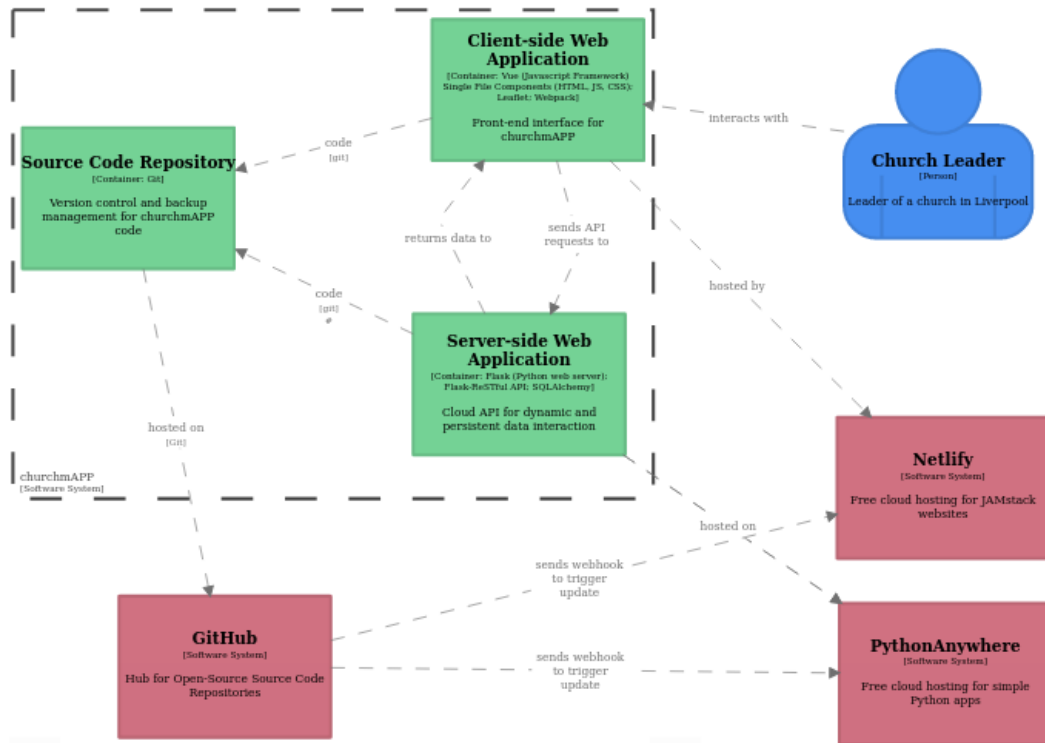 Client-side Web
Application
[Container: Vue (Javascript Framework)
Single File Components (HTML, JS, CSS);
Leaflet; Webpack]
Front-end interface for
churchmAPP
interacts with
Church Leader
[Person]
Leader of a church in Liverpool
code
[git]
Source Code Repository
[Container: Git]
Version control and backup
management for churchmAPP
code
returns data to
sends API
requests to
hosted by
code
[git]
Server-side Web
Application
[Container: Flask (Python web server);
Flask-ReSTful API; SQLAlchemy]
Cloud API for dynamic and
persistent data interaction
hosted on
[Git]
churchmAPP
[Software System]
Netlify
[Software System]
Free cloud hosting for JAMstack
websites
hosted on
sends webhook
to trigger
update
GitHub
[Software System]
Hub for Open-Source Source Code
Repositories
sends webhook
to trigger
update
PythonAnywhere
[Software System]
Free cloud hosting for simple
Python apps